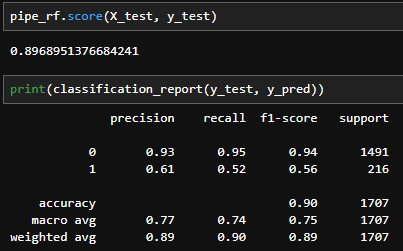 pipe_rf.score(X_test, y_test)
0.8968951376684241
print(classification_report(y_test, y_pred))
precision recall f1-score support
0 0.93 0.95 0.94 1491
1 0.61 0.52 0.56 216
accuracy 0.90 1707
macro avg 0.77 0.74 0.75 1707
weighted avg 0.89 0.90 0.89 1707